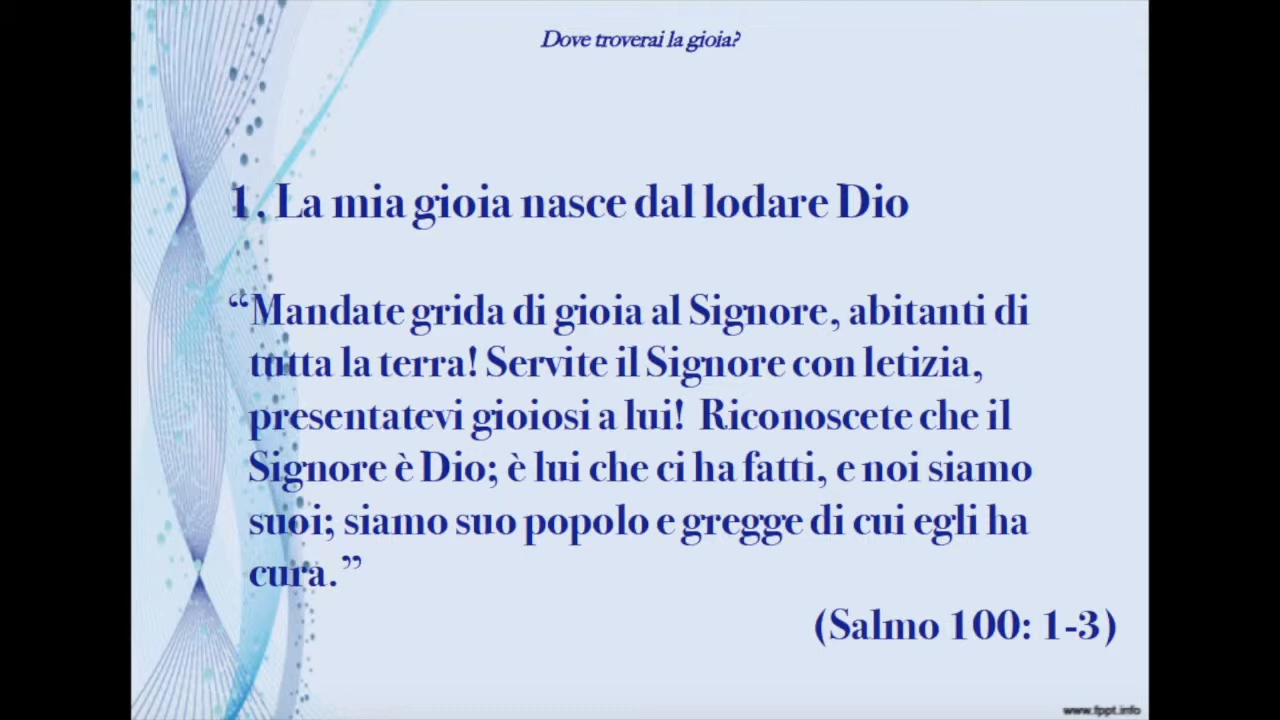 Dove troverai la gioia?
1. La mia gioia nasce dal lodare Dio
“Mandate grida di gioia al Signore, abitanti di
tutta la terra! Servite il Signore con letizia,
presentatevi gioiosi a lui! Riconoscete che il
Signore è Dio; è lui che ci ha fatti, e noi siamo
suoi; siamo suo popolo e gregge di cui egli ha
cura.”
(Salmo 100: 1-3)
www.fppt.info